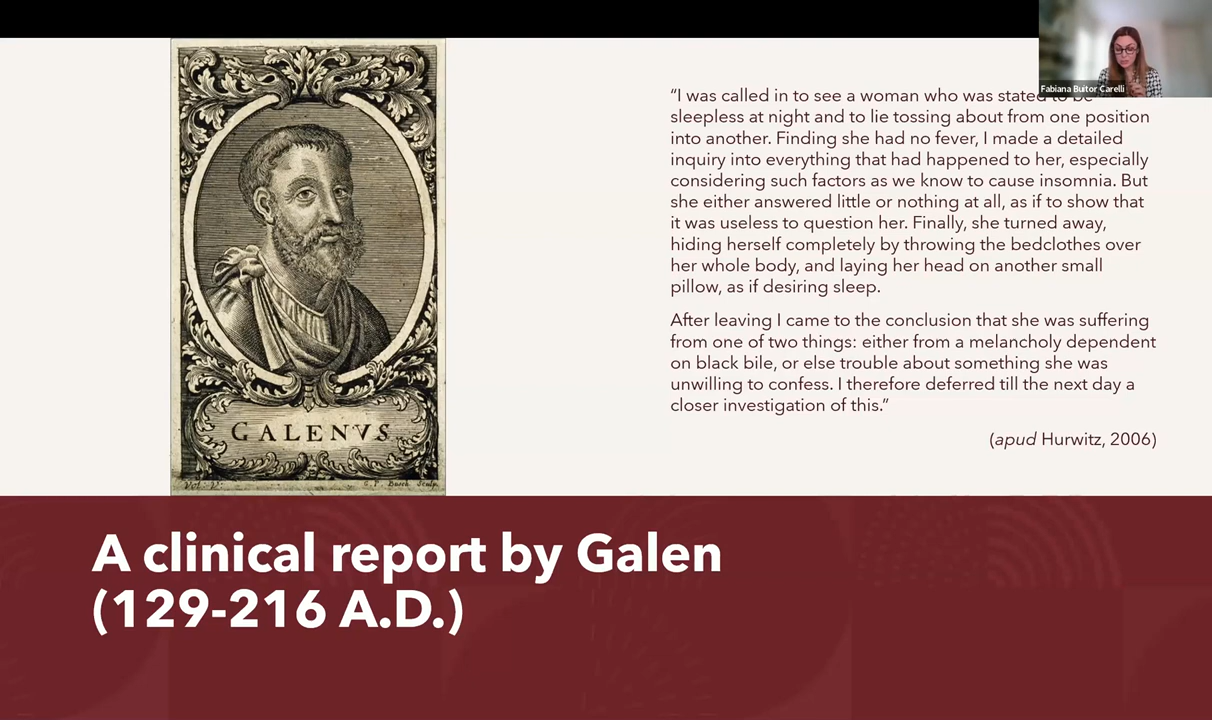 Fabiana Buitor Carelli
“I was called in to see a woman who was stated to be
sleepless at night and to lie tossing about from one position
into another. Finding she had no fever, I made a detailed
inquiry into everything that had happened to her, especially
considering such factors as we know to cause insomnia. But
she either answered little or nothing at all, as if to show that
it was useless to question her. Finally, she turned away,
hiding herself completely by throwing the bedclothes over
her whole body, and laying her head on another small
pillow, as if desiring sleep.
After leaving I came to the conclusion that she was suffering
from one of two things: either from a melancholy dependent
on black bile, or else trouble about something she was
unwilling to confess. I therefore deferred till the next day a
closer investigation of this.”
(apud Hurwitz, 2006)
GALENVS
A clinical report by Galen
(129-216 A.D.)